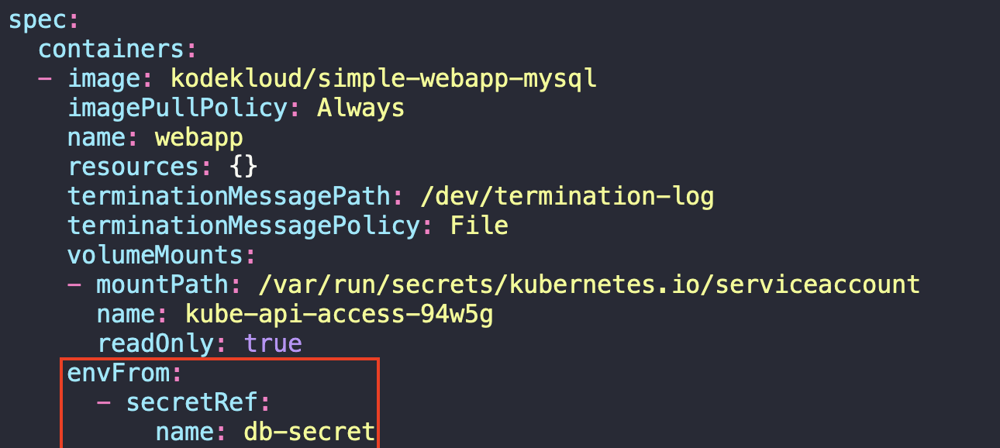 spec:
  containers:
  - image: kodekloud/simple-webapp-mysql
    imagePullPolicy: Always
    name: webapp
    resources: {}
    terminationMessagePath: /dev/termination-log
    terminationMessagePolicy: File
    volumeMounts:
    - mountPath: /var/run/secrets/kubernetes.io/serviceaccount
      name: kube-api-access-94w5g
      readOnly: true
    envFrom:
      - secretRef:
          name: db-secret